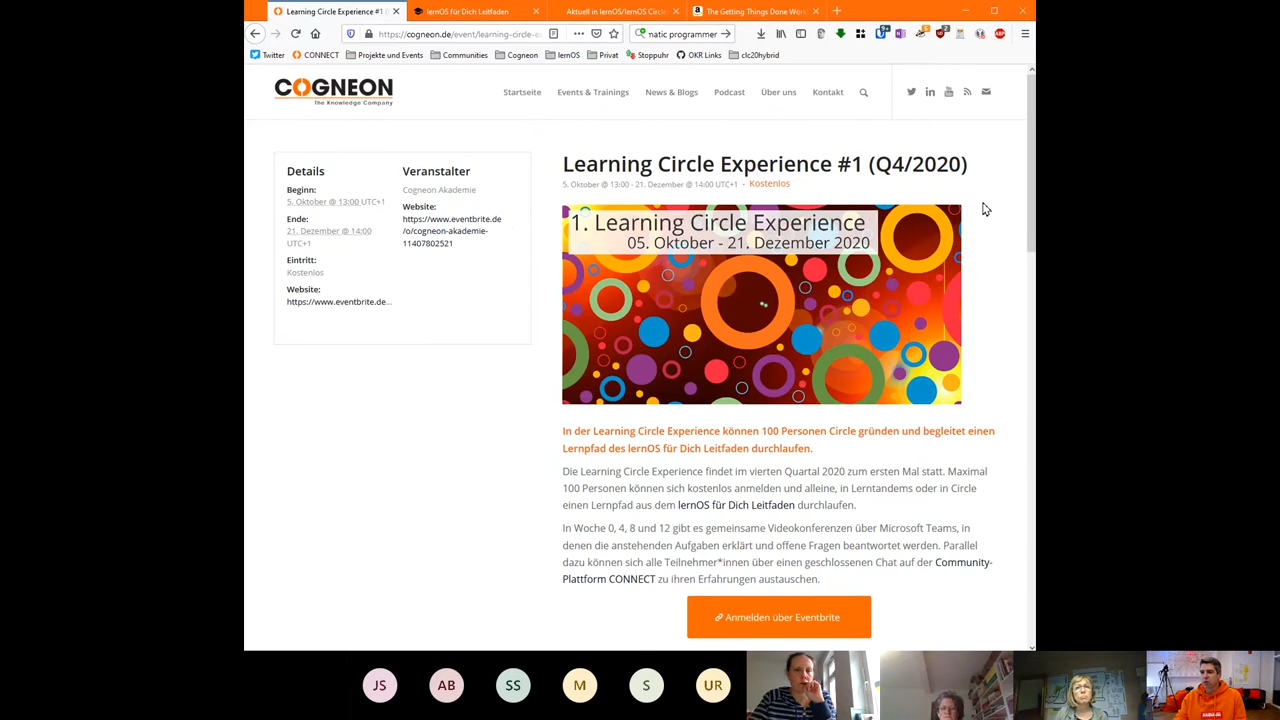 Learning Circle Experience #1 (
lernOS für Dich Leitfaden
Aktuell in lernOS/lernOS Circle
The Getting Things Done Work
https://cogneon.de/event/learning-circle-e
natic programmer
Twitter
CONNECT
Projekte und Events
Communities
Cogneon
lernOS
Privat
Stoppuhr
OKR Links
clc20hybrid
COGNEON
The Knowledge Company
Startseite
Events & Trainings
News & Blogs
Podcast
Über uns
Kontakt
Details
Beginn:
5. Oktober @ 13:00 UTC+1
Ende:
21. Dezember @ 14:00
UTC+1
Eintritt:
Kostenlos
Website:
https://www.eventbrite.de...
Veranstalter
Cogneon Akademie
Website:
https://www.eventbrite.de
/o/cogneon-akademie-
11407802521
Learning Circle Experience #1 (Q4/2020)
5. Oktober @ 13:00 - 21. Dezember @ 14:00 UTC+1 - Kostenlos
1. Learning Circle Experience
05. Oktober - 21. Dezember 2020
In der Learning Circle Experience können 100 Personen Circle gründen und begleitet einen
Lernpfad des lernOS für Dich Leitfaden durchlaufen.
Die Learning Circle Experience findet im vierten Quartal 2020 zum ersten Mal statt. Maximal
100 Personen können sich kostenlos anmelden und alleine, in Lerntandems oder in Circle
einen Lernpfad aus dem lernOS für Dich Leitfaden durchlaufen.
In Woche 0, 4, 8 und 12 gibt es gemeinsame Videokonferenzen über Microsoft Teams, in
denen die anstehenden Aufgaben erklärt und offene Fragen beantwortet werden. Parallel
dazu können sich alle Teilnehmer*innen über einen geschlossenen Chat auf der Community-
Plattform CONNECT zu ihren Erfahrungen austauschen.
Anmelden über Eventbrite
JS
AB
SS
M
S
UR